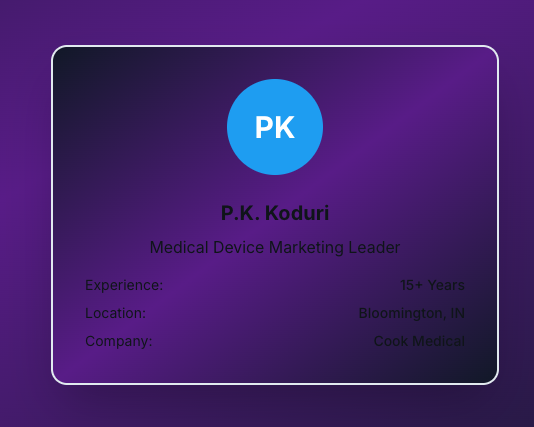 PK
P.K. Koduri
Medical Device Marketing Leader
Experience: 15+ Years
Location: Bloomington, IN
Company: Cook Medical